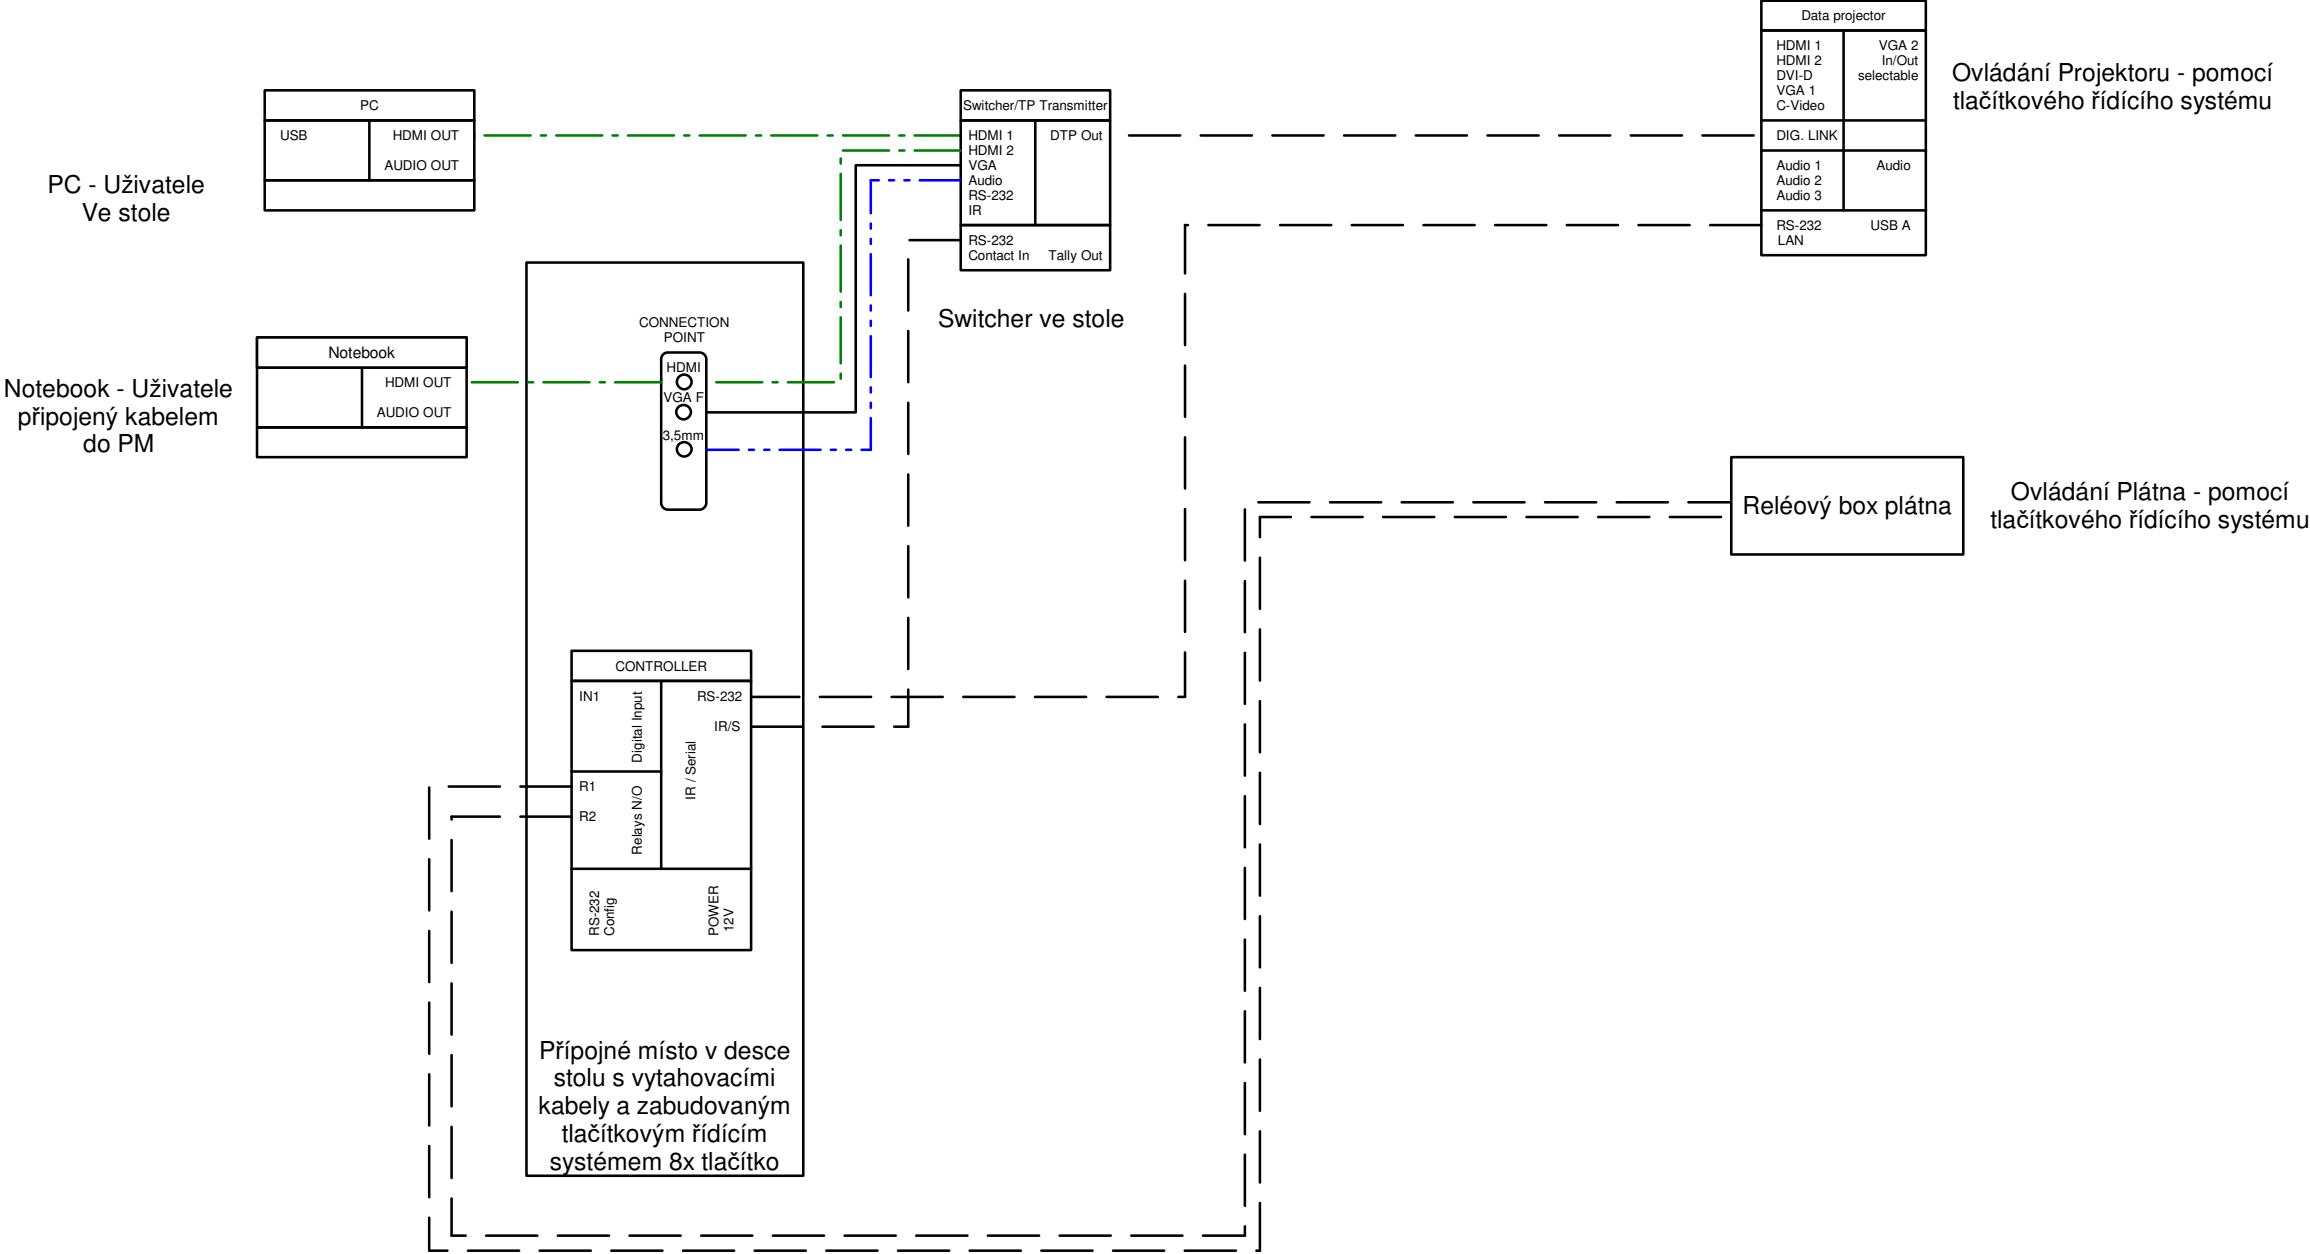 Data projector
HDMI 1
HDMI 2
DVI-D
VGA 1
C-Video
VGA 2
In/Out
selectable
DIG. LINK
Audio 1
Audio 2
Audio 3
Audio
RS-232
LAN
USB A
Ovládání Projektoru - pomocí
tlačítkového řídícího systému
PC
USB
HDMI OUT
AUDIO OUT
PC - Uživatele
Ve stole
Switcher/TP Transmitter
HDMI 1
HDMI 2
VGA
Audio
RS-232
IR
DTP Out
RS-232
Contact In
Tally Out
Switcher ve stole
Notebook
HDMI OUT
AUDIO OUT
Notebook - Uživatele
připojený kabelem
do PM
CONNECTION
POINT
HDMI
VGA F
3,5mm
Reléový box plátna
Ovládání Plátna - pomocí
tlačítkového řídícího systému
CONTROLLER
IN1
Digital Input
RS-232
IR/S
IR / Serial
R1
R2
Relays N/O
RS-232
Config
POWER
12V
Přípojné místo v desce
stolu s vytahovacími
kabely a zabudovaným
tlačítkovým řídícím
systémem 8x tlačítko